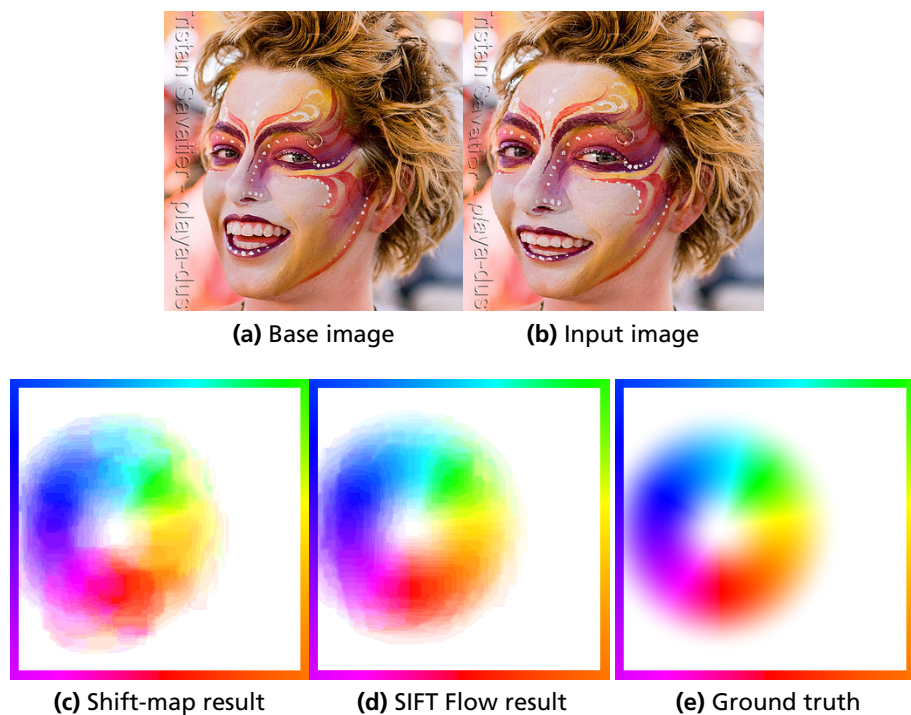 Tristan Savatier - playa-dus
Tristan Savatier - playa-dus
(a) Base image
(b) Input image
(c) Shift-map result
(d) SIFT Flow result
(e) Ground truth